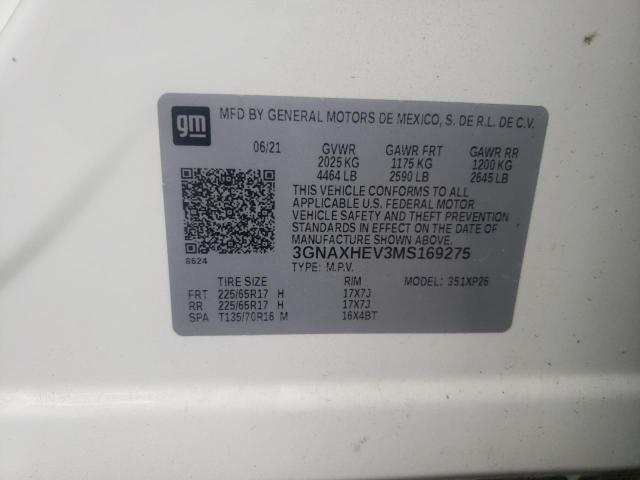 gm
MFD BY GENERAL MOTORS DE MEXICO, S. DE R.L. DE C.V.
06/21 GVWR GAWR FRT GAWR RR
2025 KG 1175 KG 1200 KG
4464 LB 2590 LB 2645 LB
THIS VEHICLE CONFORMS TO ALL
APPLICABLE U.S. FEDERAL MOTOR
VEHICLE SAFETY AND THEFT PREVENTION
STANDARDS IN EFFECT ON THE DATE OF
MANUFACTURE SHOWN ABOVE.
8624 3GNAXHEV3MS169275
TYPE: M.P.V. MODEL: 351XP26
TIRE SIZE RIM
FRT 225/65R17 H 17X7J
RR 225/65R17 H 17X7J
SPA T135/70R16 M 16X4BT